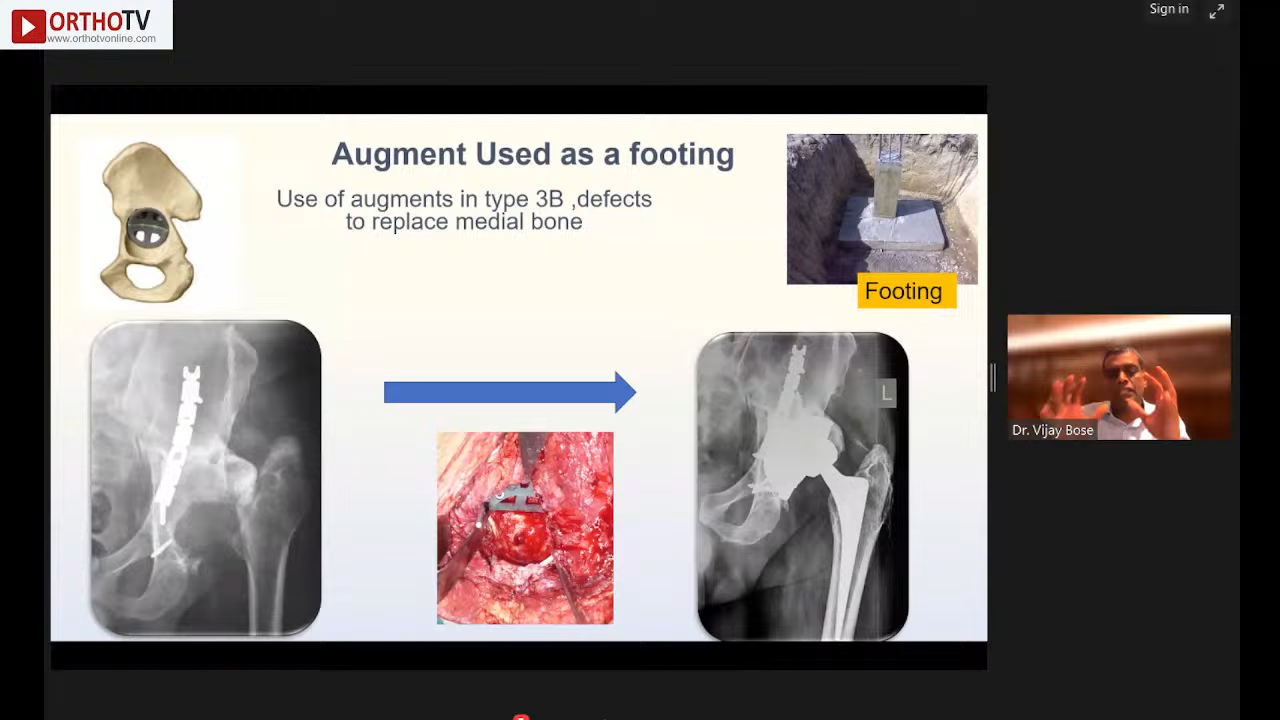 ORTHOTV
www.orthotvonline.com
Sign in
Augment Used as a footing
Use of augments in type 3B ,defects
to replace medial bone
Footing
L
Dr. Vijay Bose